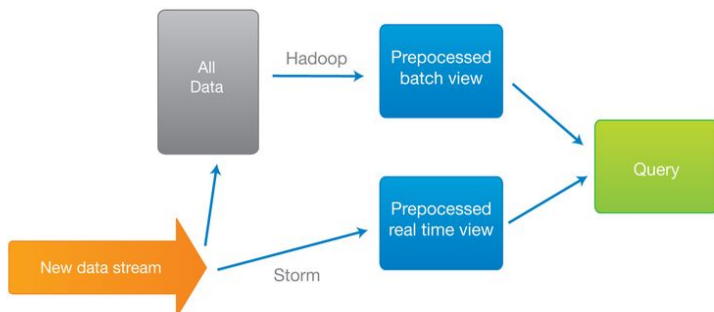 All
Data
Hadoop
Prepocessed
batch view
Query
Prepocessed
real time view
New data stream
Storm